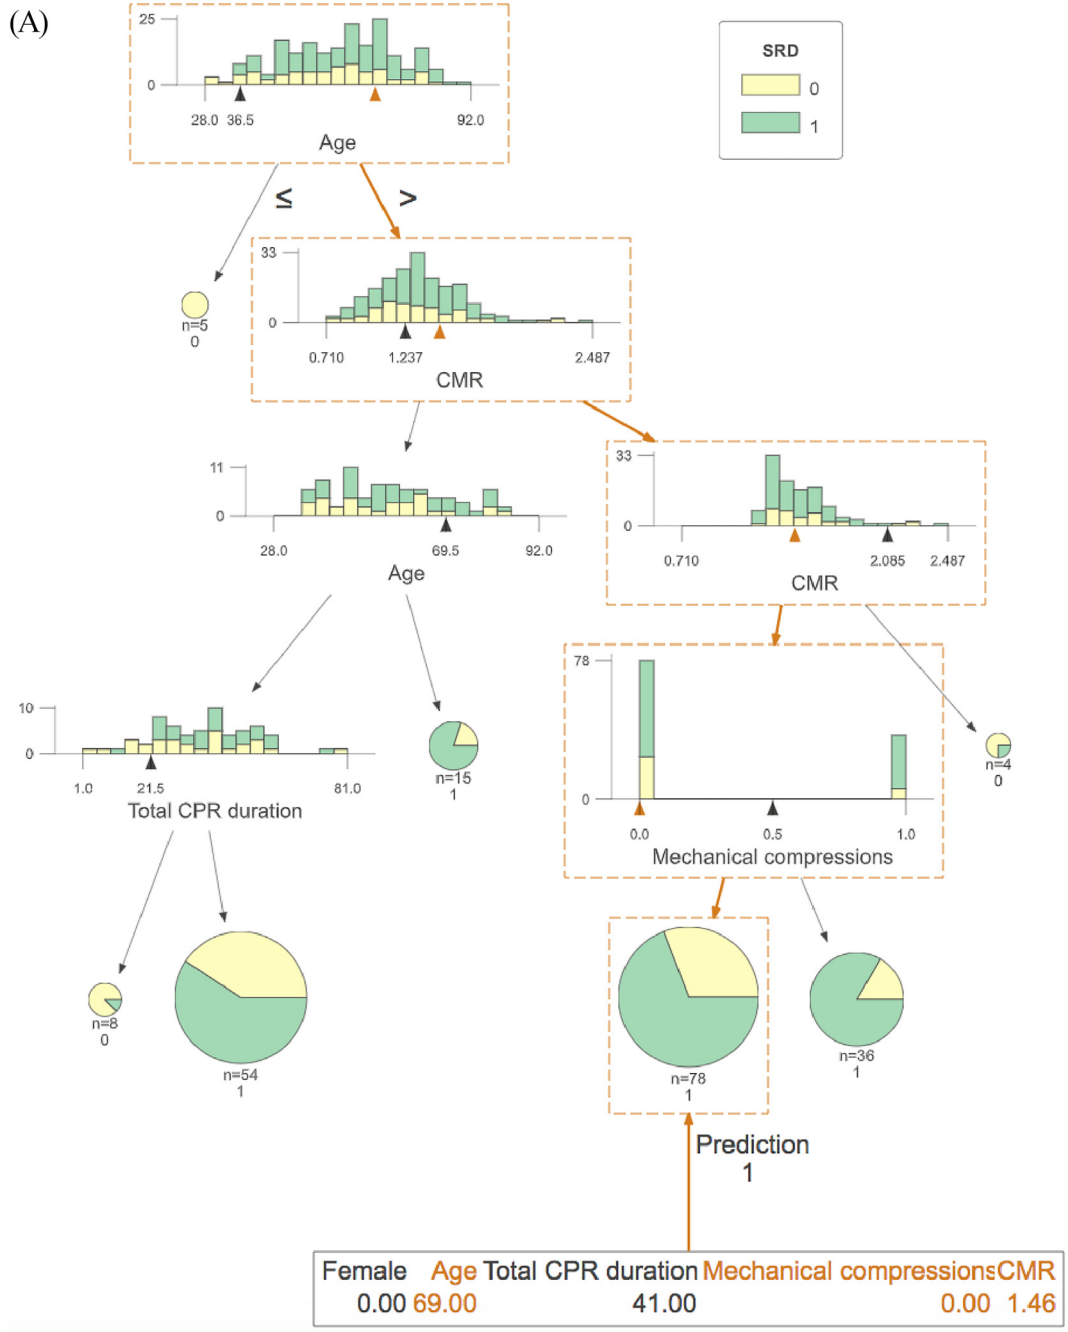 (A)
25
0
28.0 36.5 92.0
Age
SRD
0
1
≤ >
n=5
0
33
0
0.710 1.237 2.487
CMR
11
0
28.0 69.5 92.0
Age
33
0
0.710 2.085 2.487
CMR
10
0
1.0 21.5 81.0
Total CPR duration
n=15
1
78
0
0.0 0.5 1.0
Mechanical compressions
n=4
0
n=8
0
n=54
1
n=78
1
n=36
1
Prediction
1
Female Age Total CPR duration Mechanical compressions CMR
0.00 69.00 41.00 0.00 1.46